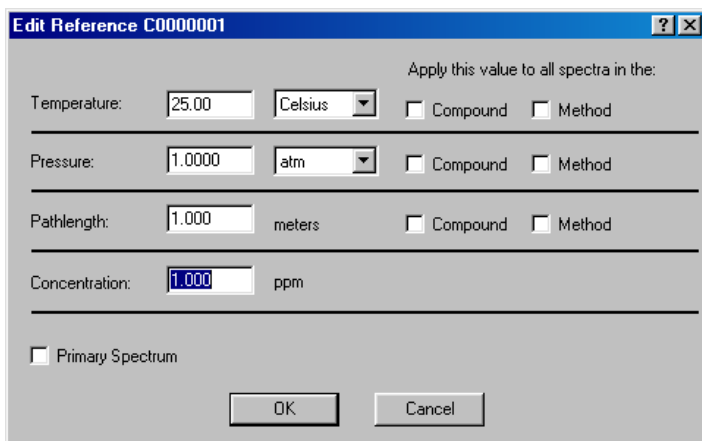 Edit Reference C0000001
? X
Apply this value to all spectra in the:
Temperature: 25.00 Celsius Compound Method
Pressure: 1.0000 atm Compound Method
Pathlength: 1.000 meters Compound Method
Concentration: 1.000 ppm
Primary Spectrum
OK Cancel